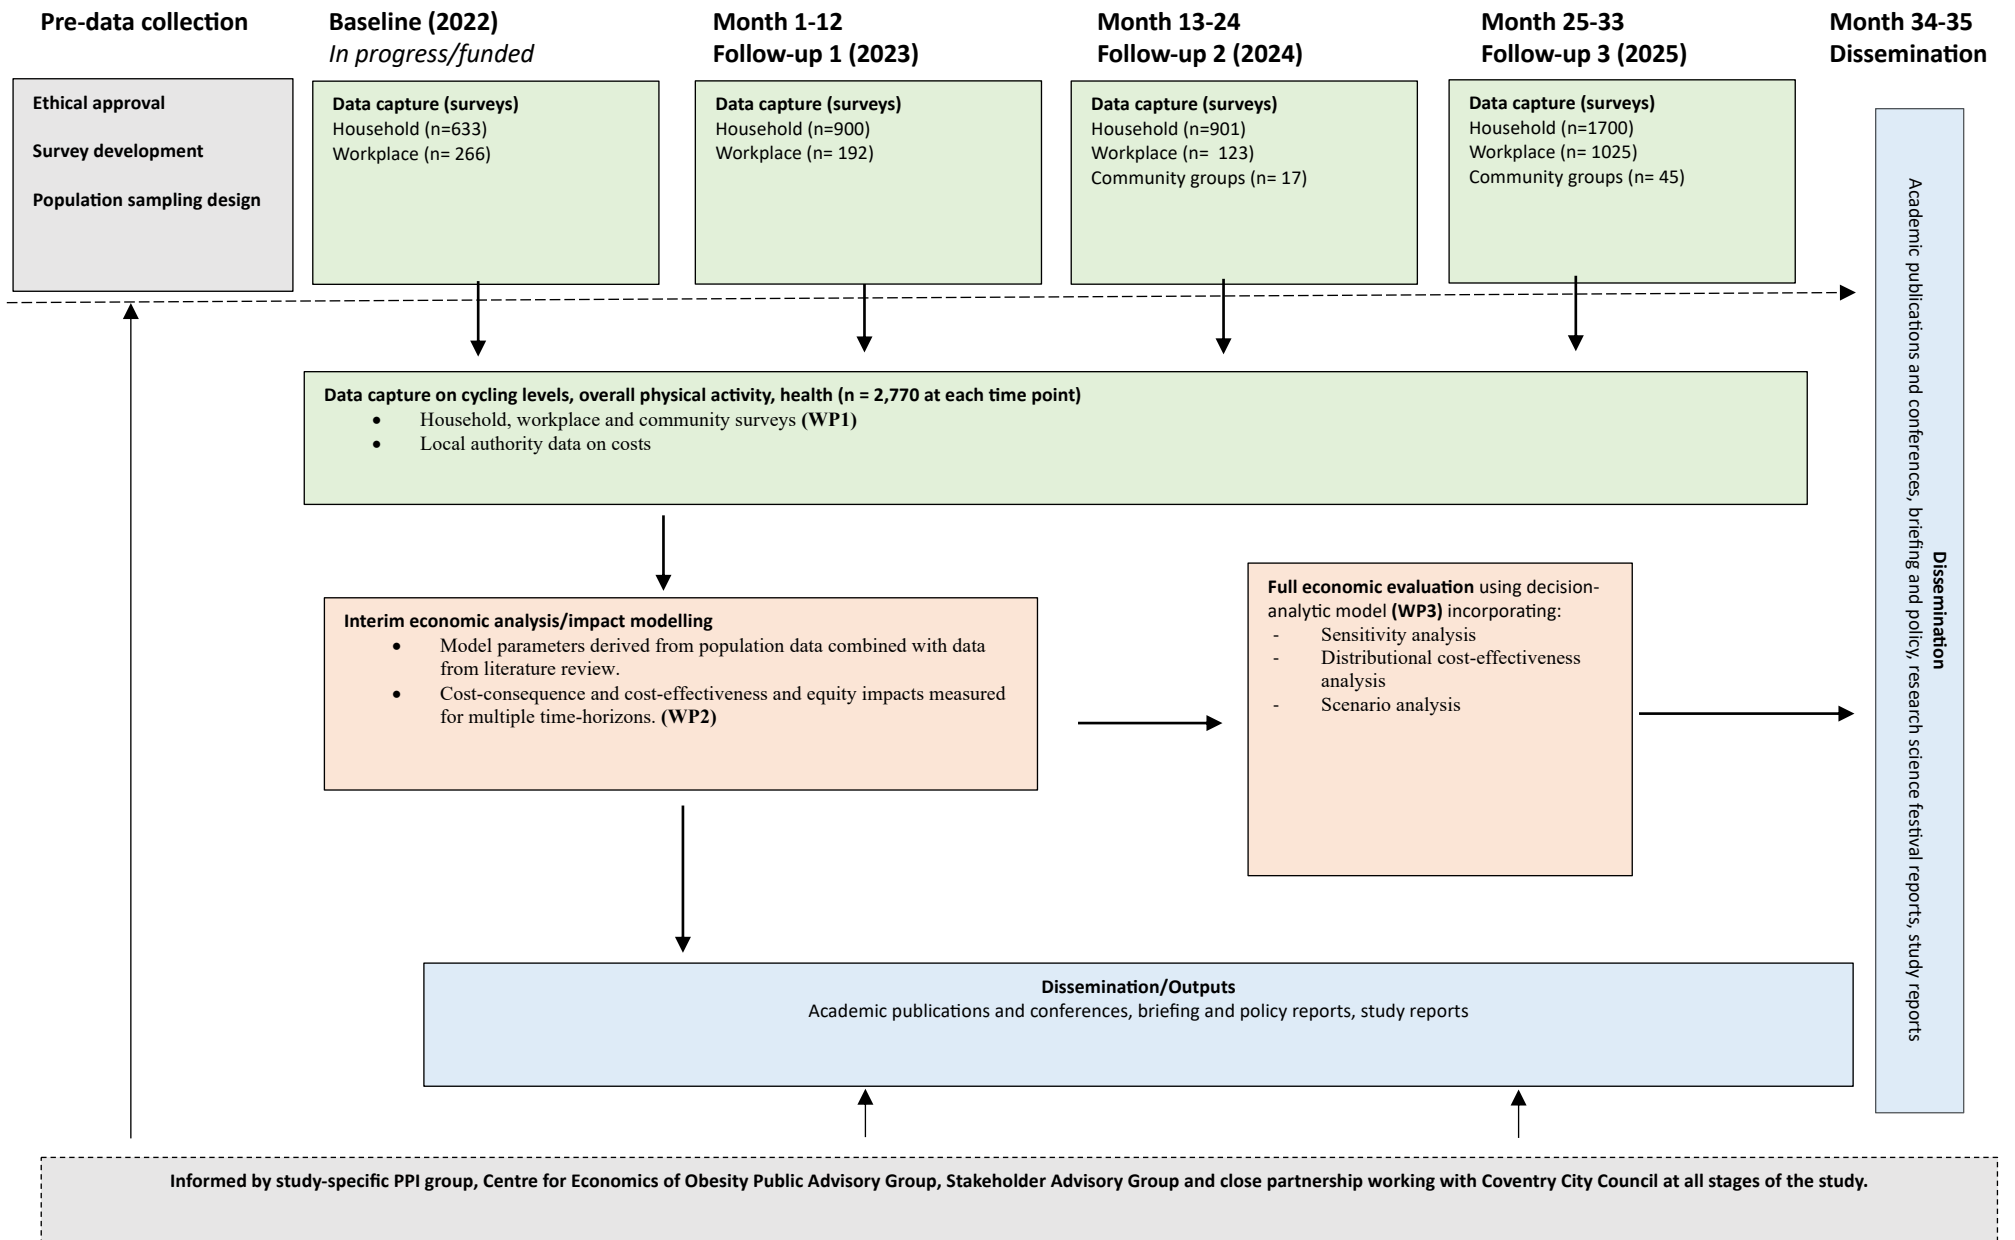 Pre-data collection
Baseline (2022)
In progress/funded
Month 1-12
Follow-up 1 (2023)
Month 13-24
Follow-up 2 (2024)
Month 25-33
Follow-up 3 (2025)
Month 34-35
Dissemination
Ethical approval
Survey development
Population sampling design
Data capture (surveys)
Household (n=633)
Workplace (n= 266)
Data capture (surveys)
Household (n=900)
Workplace (n= 192)
Data capture (surveys)
Household (n=901)
Workplace (n=  123)
Community groups (n= 17)
Data capture (surveys)
Household (n=1700)
Workplace (n= 1025)
Community groups (n= 45)
Data capture on cycling levels, overall physical activity, health (n = 2,770 at each time point)
• Household, workplace and community surveys (WP1)
• Local authority data on costs
Interim economic analysis/impact modelling
• Model parameters derived from population data combined with data
from literature review.
• Cost-consequence and cost-effectiveness and equity impacts measured
for multiple time-horizons. (WP2)
Full economic evaluation using decision-
analytic model (WP3) incorporating:
- Sensitivity analysis
- Distributional cost-effectiveness
analysis
- Scenario analysis
Dissemination
Academic publications and conferences, briefing and policy, research science festival reports, study reports
Dissemination/Outputs
Academic publications and conferences, briefing and policy reports, study reports
Informed by study-specific PPI group, Centre for Economics of Obesity Public Advisory Group, Stakeholder Advisory Group and close partnership working with Coventry City Council at all stages of the study.